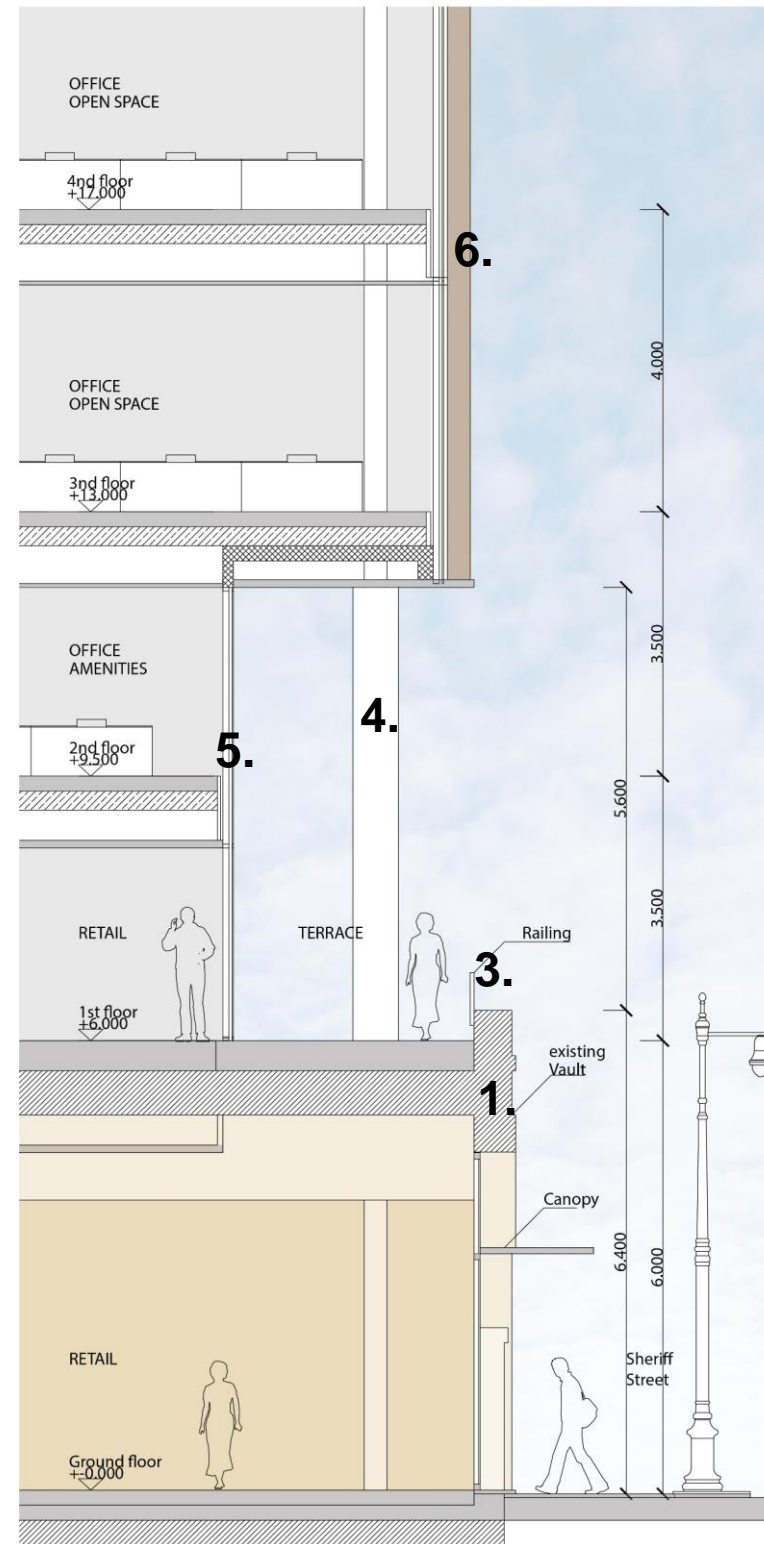 OFFICE
OPEN SPACE
4nd floor
+17.000
6.
4.000
OFFICE
OPEN SPACE
3nd floor
+13.000
3.500
OFFICE
AMENITIES
4.
2nd floor
+9.500
5.
5.600
3.500
RETAIL
TERRACE
Railing
3.
1st floor
+6.000
existing
Vault
1.
Canopy
6.400
6.000
RETAIL
Sheriff
Street
Ground floor
+-0.000